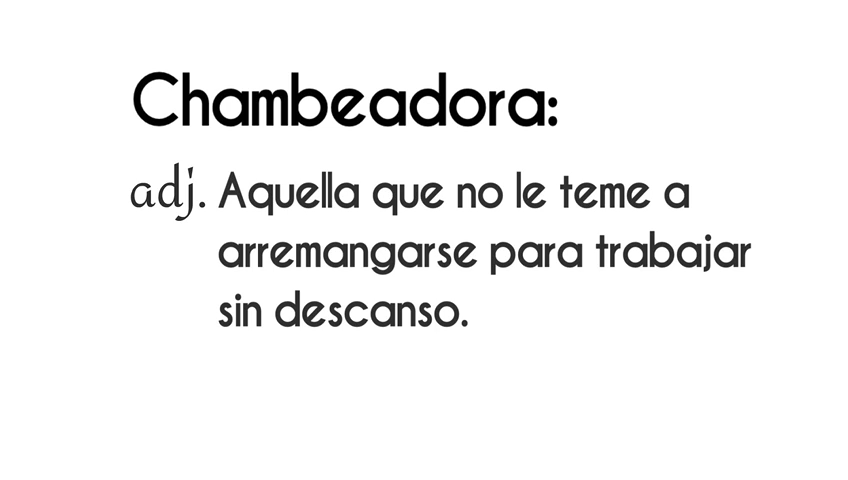 Chambeadora:
adj. Aquella que no le teme a
arremangarse para trabajar
sin descanso.